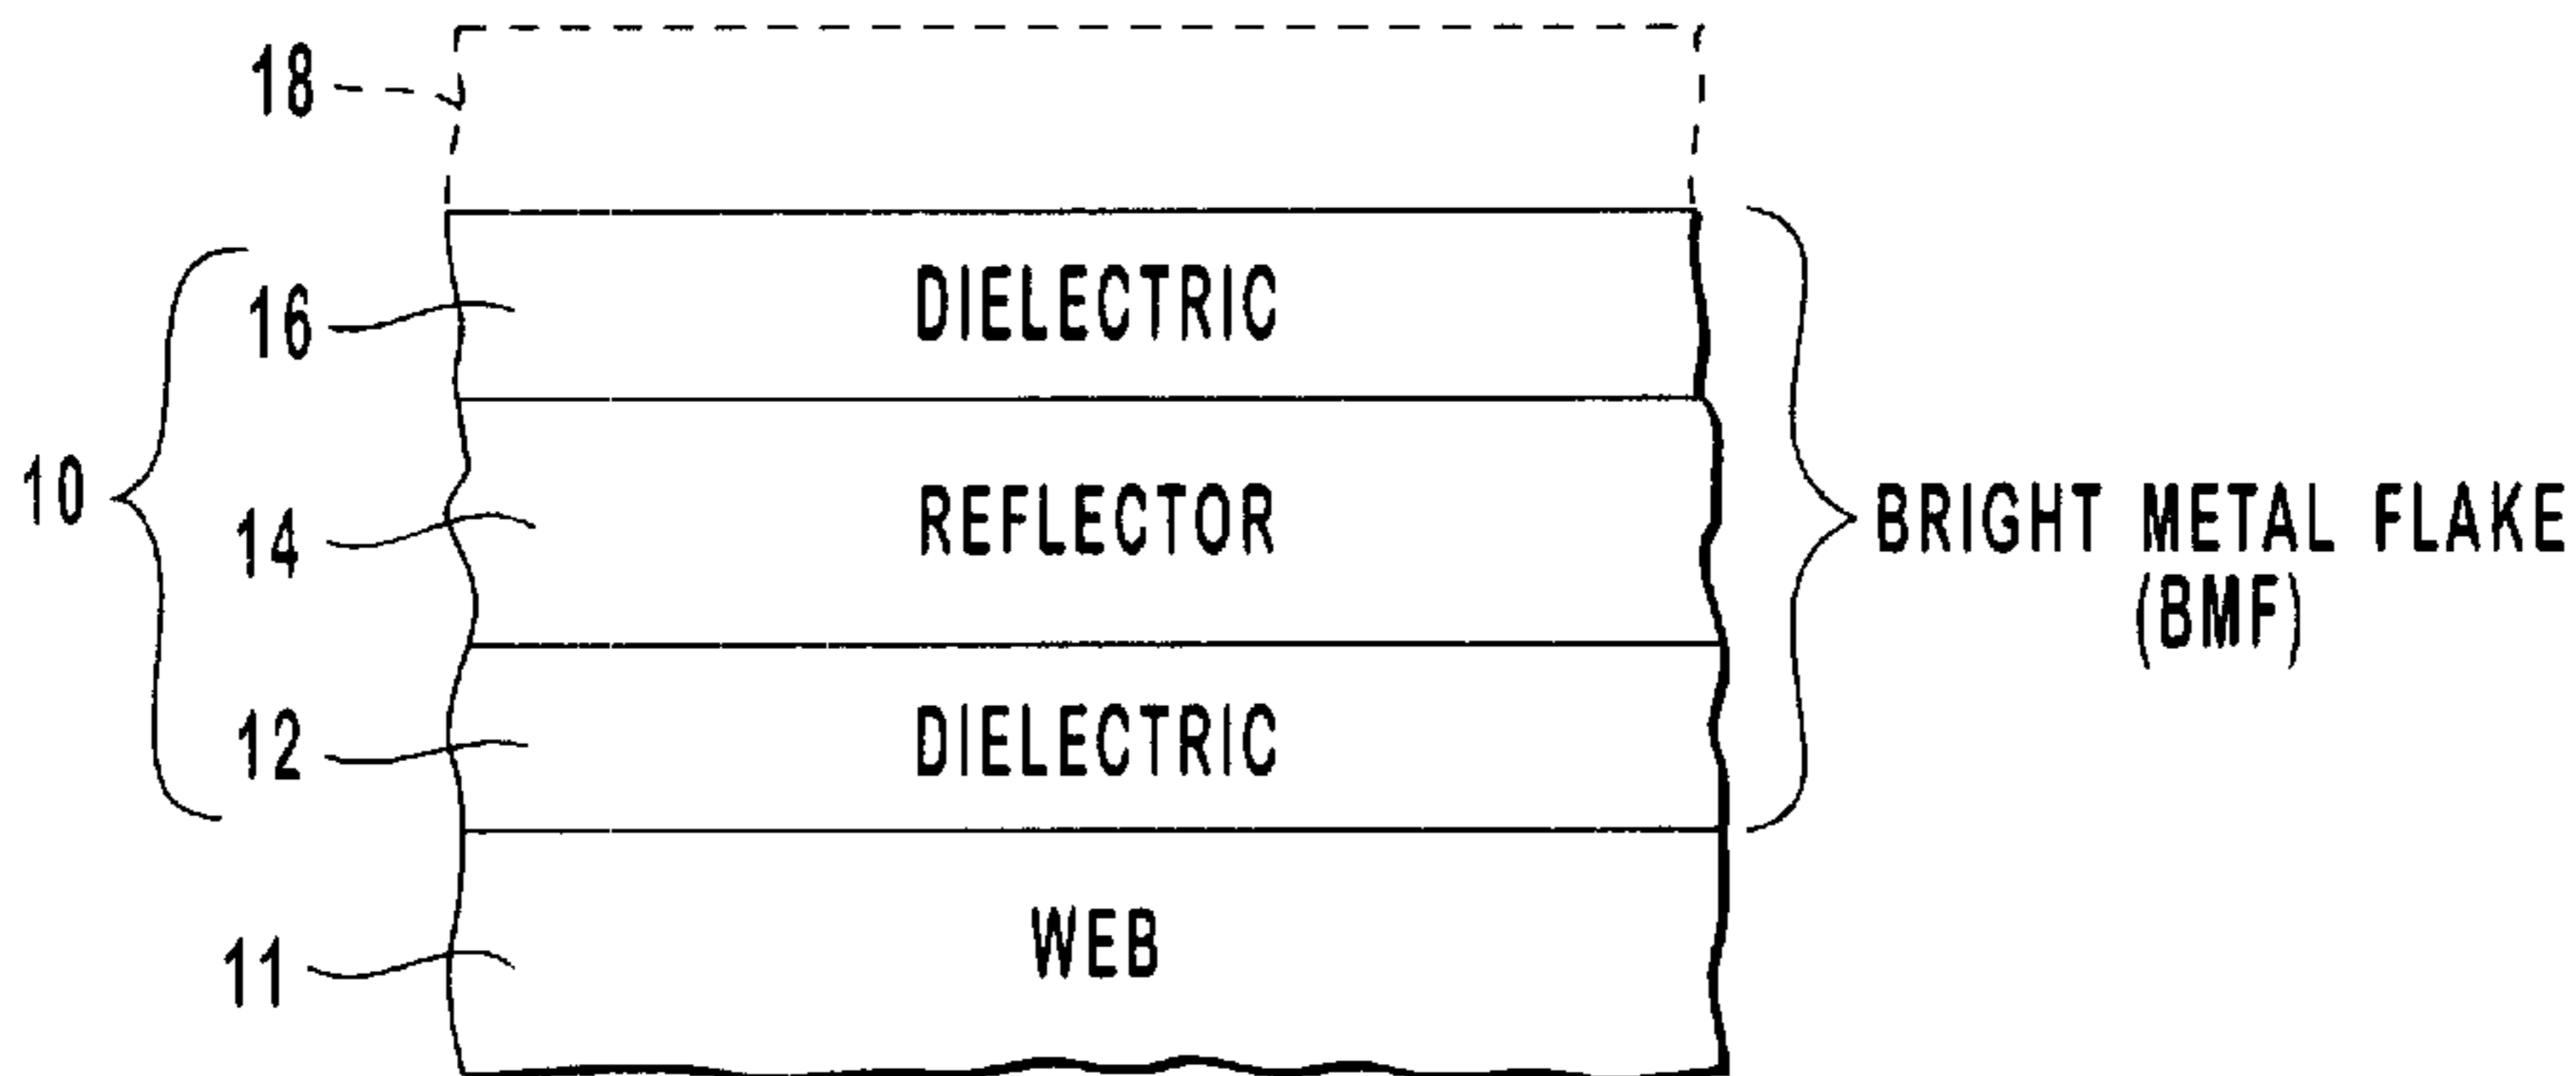 18
16 DIELECTRIC
10 14 REFLECTOR BRIGHT METAL FLAKE
(BMF)
12 DIELECTRIC
11 WEB